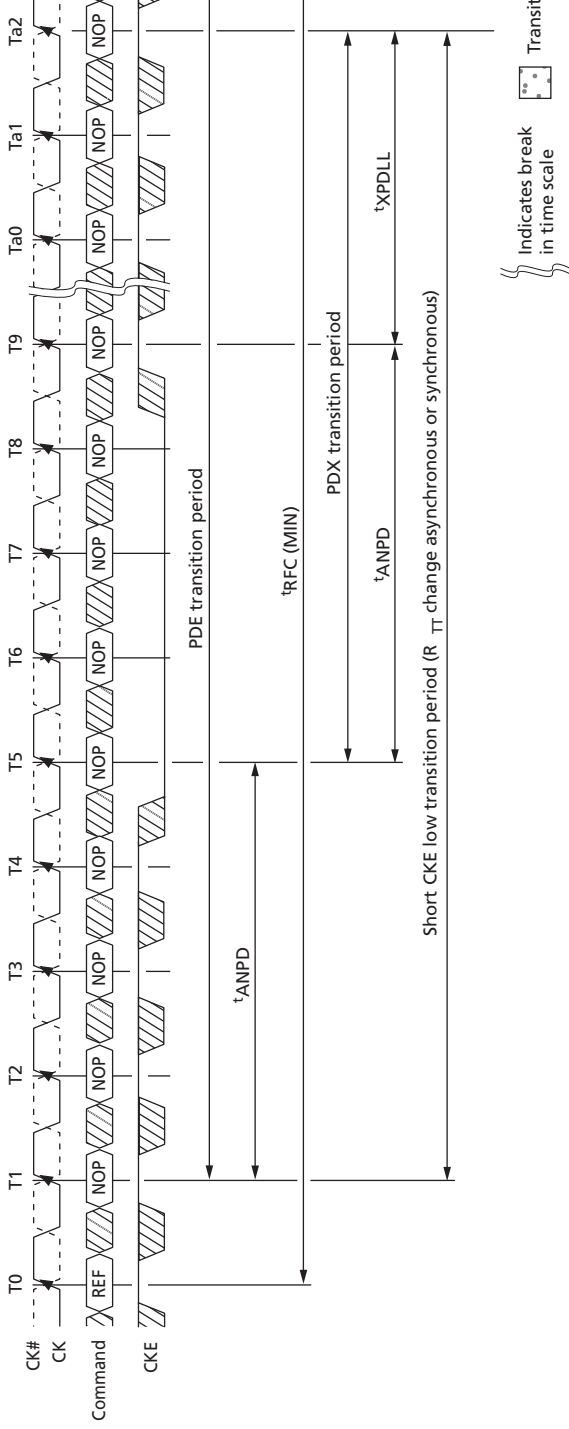 T0 T1 T2 T3 T4 T5 T6 T7 T8 T9 Ta0 Ta1 Ta2
CK#
CK
Command REF NOP NOP NOP NOP NOP NOP NOP NOP NOP NOP NOP NOP
CKE
PDE transition period
tANPD
tRFC (MIN)
PDX transition period
tANPD tXPDLL
Short CKE low transition period (R TT change asynchronous or synchronous)
Indicates break
in time scale
Transit